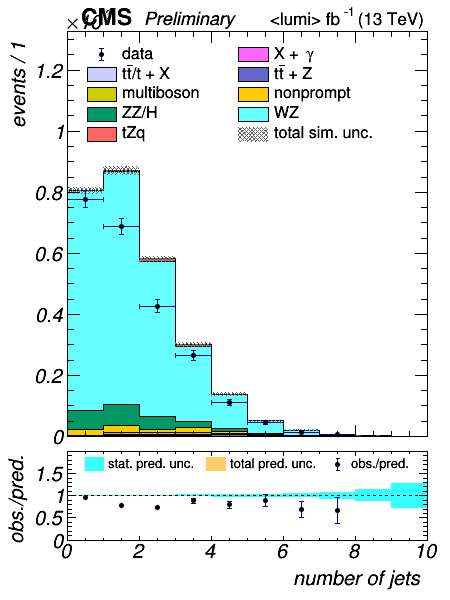 CMS Preliminary <lumi> fb⁻¹ (13 TeV)
events / 1
data
X + γ
tt̄/t + X
tt̄ + Z
multiboson
nonprompt
ZZ/H
WZ
tZq
total sim. unc.
1.2
1
0.8
0.6
0.4
0.2
0
obs./pred.
stat. pred. unc.
total pred. unc.
obs./pred.
1.5
1
0.5
0
0 2 4 6 8 10
number of jets